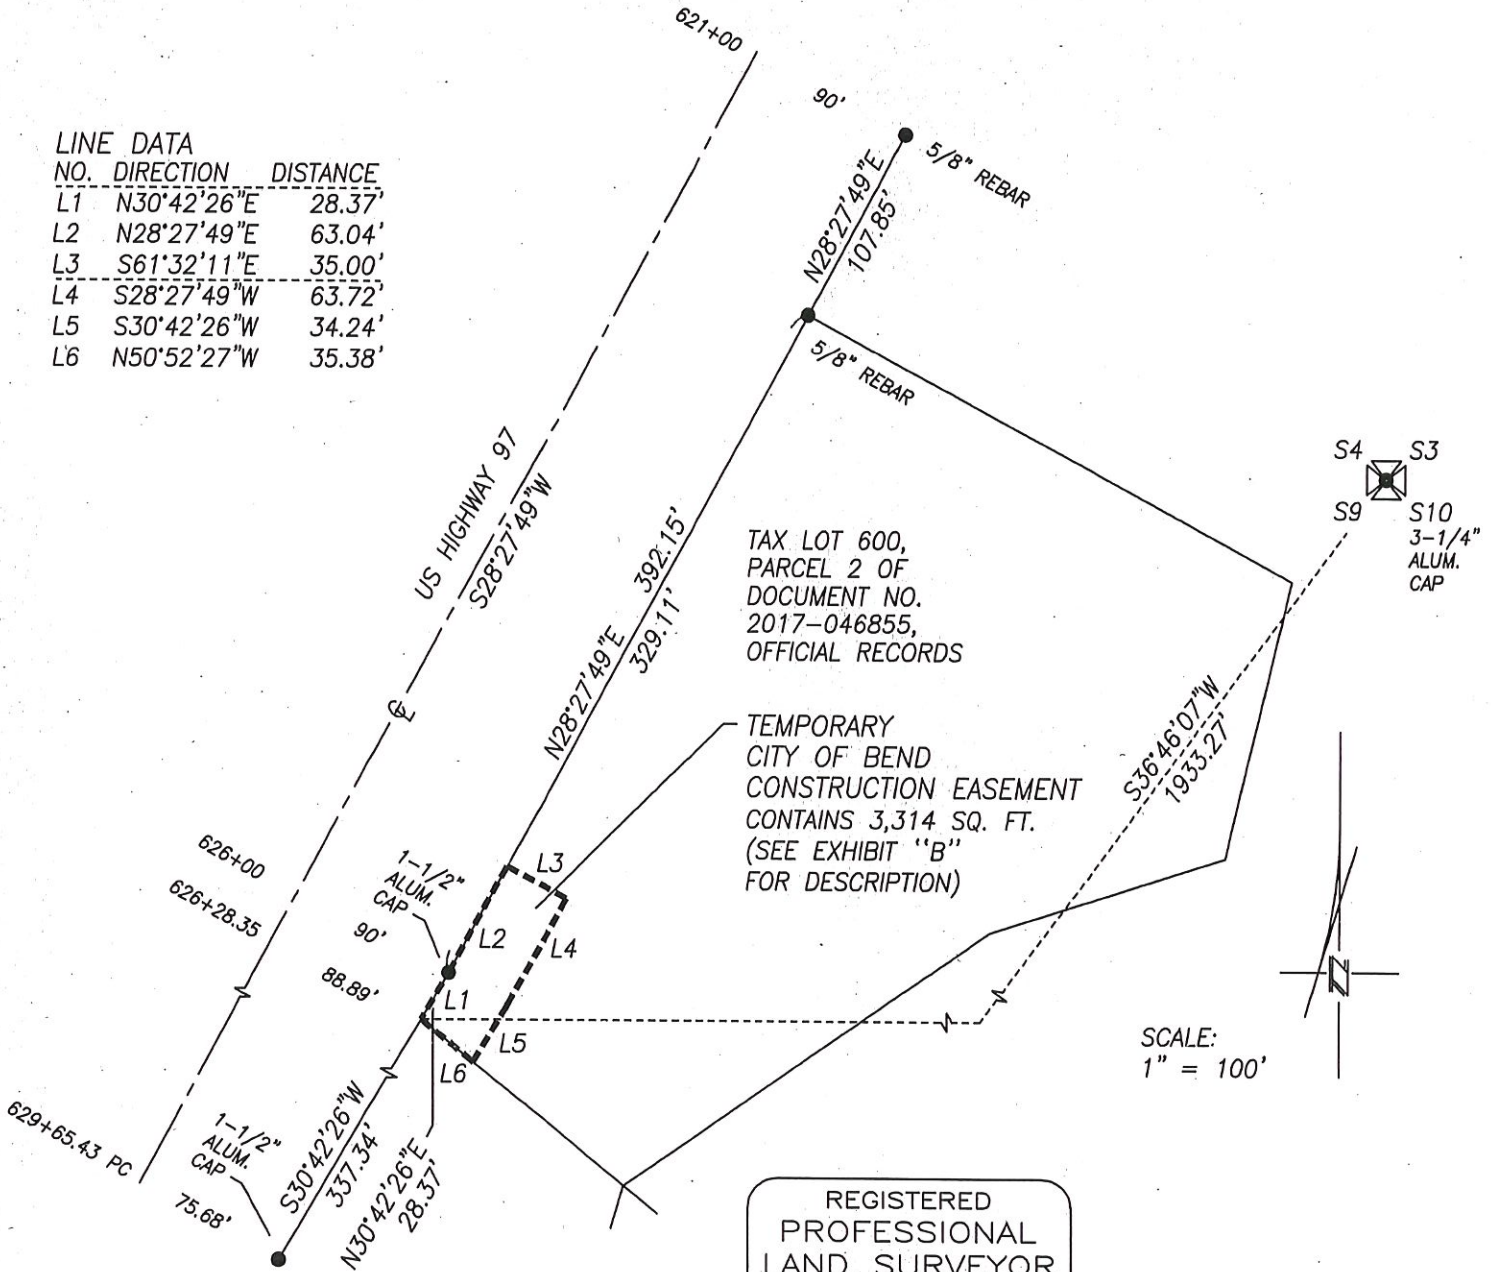 621+00
90'
5/8" REBAR
LINE DATA
NO. DIRECTION DISTANCE
L1 N30°42'26"E 28.37'
L2 N28°27'49"E 63.04'
L3 S61°32'11"E 35.00'
L4 S28°27'49"W 63.72'
L5 S30°42'26"W 34.24'
L6 N50°52'27"W 35.38'
N28°27'49"E
107.85'
5/8" REBAR
US HIGHWAY 97
S28°27'49"W
S4 S3
S9 S10
3-1/4"
ALUM.
CAP
392.15'
N28°27'49"E
329.11'
TAX LOT 600,
PARCEL 2 OF
DOCUMENT NO.
2017-046855,
OFFICIAL RECORDS
℄
TEMPORARY
CITY OF BEND
CONSTRUCTION EASEMENT
CONTAINS 3,314 SQ. FT.
(SEE EXHIBIT "B"
FOR DESCRIPTION)
S36°46'07"W
1933.27'
626+00
626+28.35
1-1/2"
ALUM.
CAP
90'
88.89'
L3
L2
L4
L1
L5
L6
N
SCALE:
1" = 100'
629+65.43 PC
1-1/2"
ALUM.
CAP
75.68'
S30°42'26"W
337.34'
N30°42'26"E
28.37'
REGISTERED
PROFESSIONAL
LAND SURVEYOR